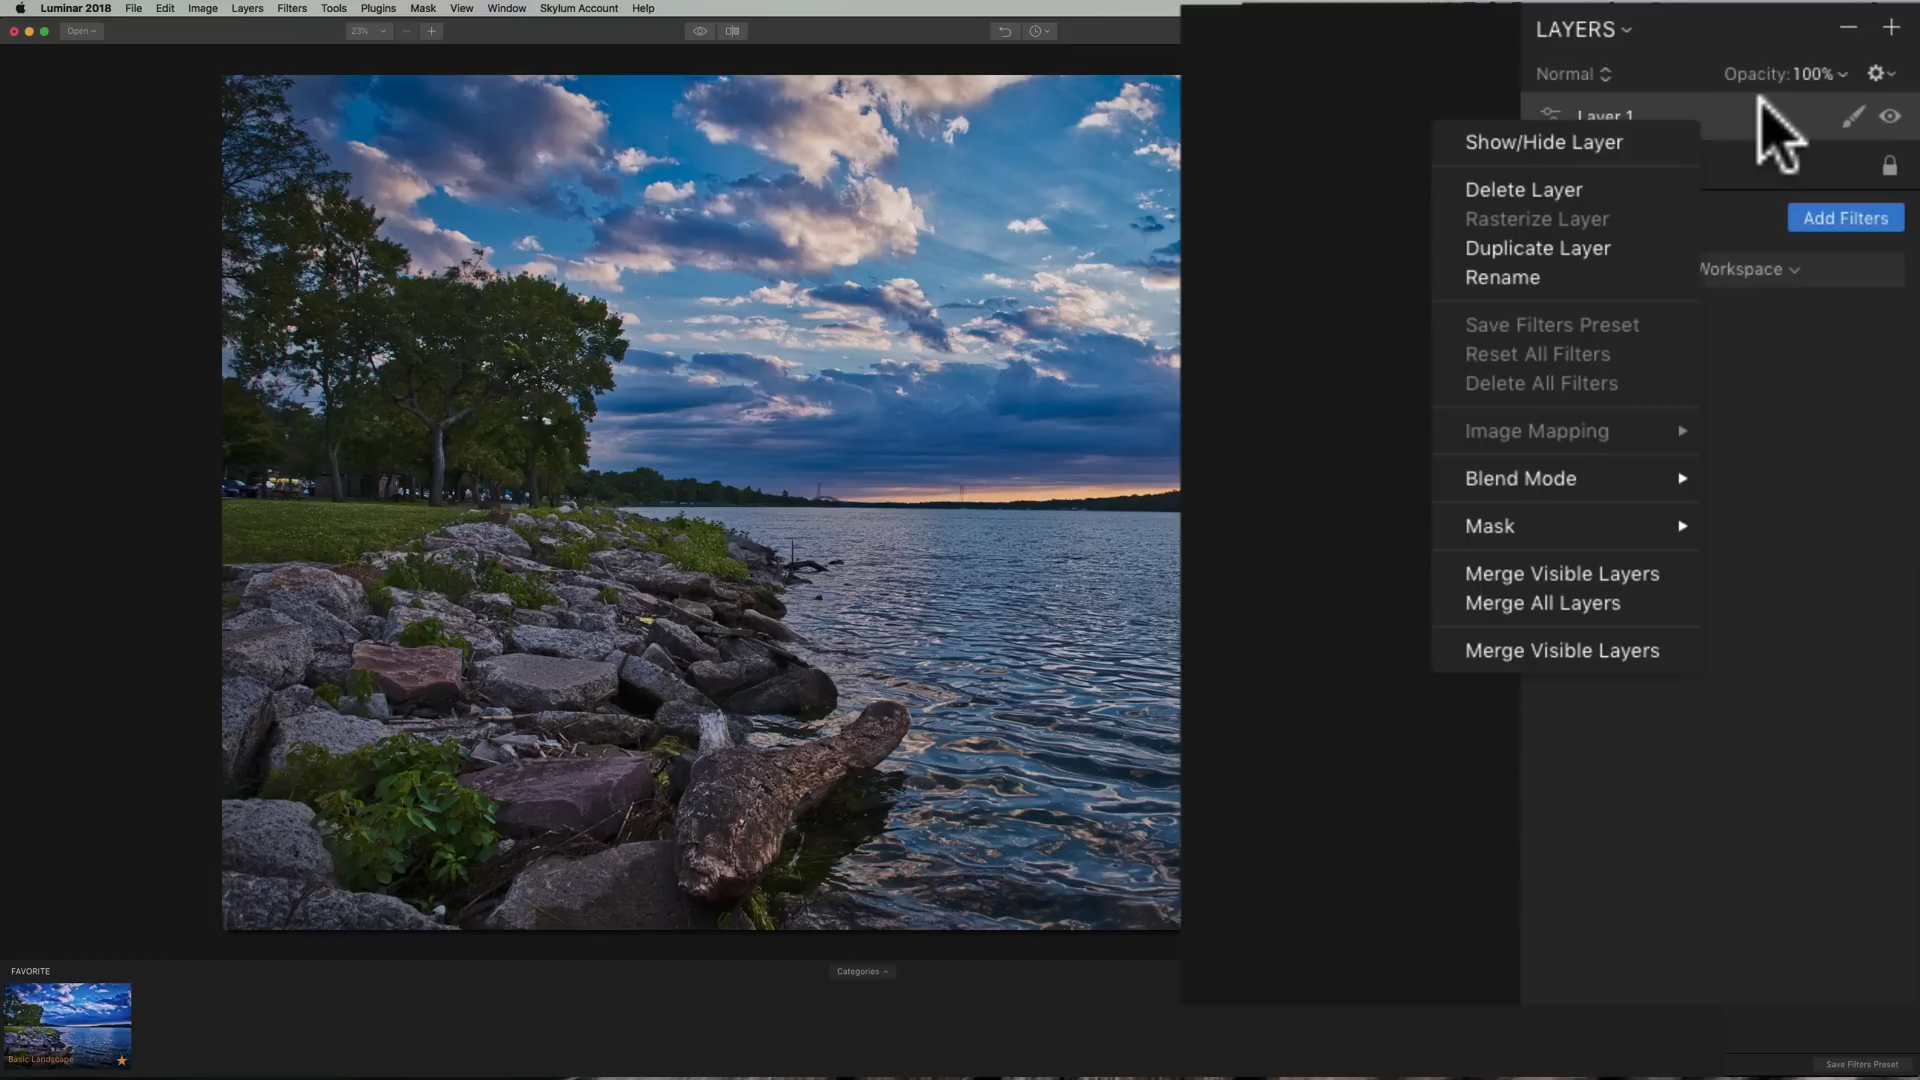 Luminar 2018 File Edit Image Layers Filters Tools Plugins Mask View Window Skylum Account Help
Open 23%
LAYERS
Normal Opacity: 100%
Layer 1
Show/Hide Layer
Delete Layer
Rasterize Layer
Add Filters
Duplicate Layer
Rename
Workspace
Save Filters Preset
Reset All Filters
Delete All Filters
Image Mapping
Blend Mode
Mask
Merge Visible Layers
Merge All Layers
Merge Visible Layers
FAVORITE
Categories
Basic Landscape
Save Filters Preset